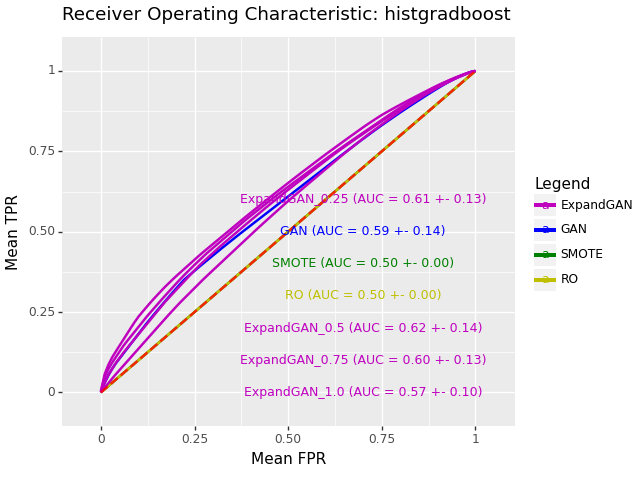 Receiver Operating Characteristic: histgradboost
1
0.75
0.50
0.25
0
Mean TPR
ExpandGAN_0.25 (AUC = 0.61 +- 0.13)
GAN (AUC = 0.59 +- 0.14)
SMOTE (AUC = 0.50 +- 0.00)
RO (AUC = 0.50 +- 0.00)
ExpandGAN_0.5 (AUC = 0.62 +- 0.14)
ExpandGAN_0.75 (AUC = 0.60 +- 0.13)
ExpandGAN_1.0 (AUC = 0.57 +- 0.10)
0 0.25 0.50 0.75 1
Mean FPR
Legend
a ExpandGAN
a GAN
a SMOTE
a RO